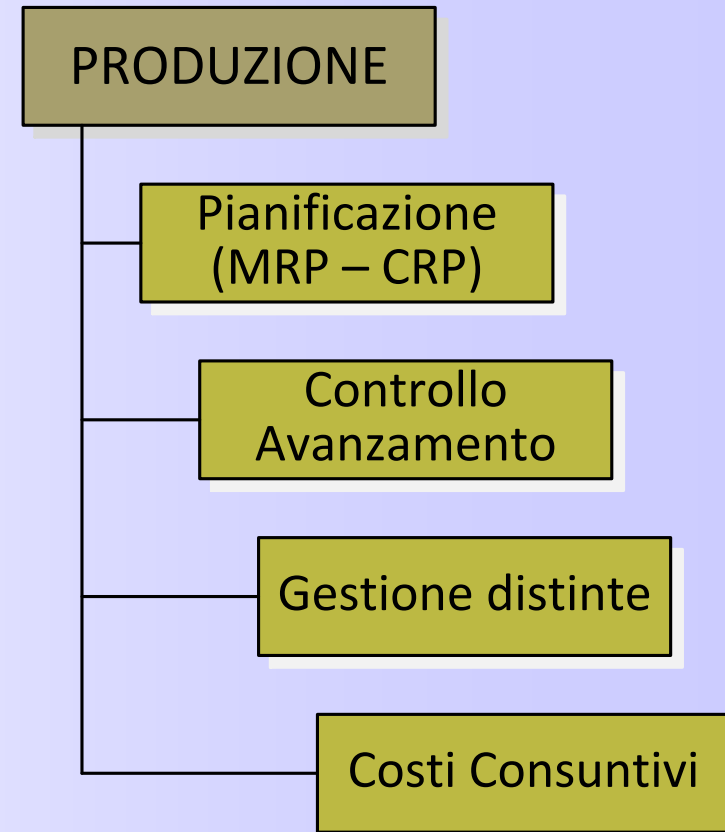 PRODUZIONE
Pianificazione
(MRP – CRP)
Controllo
Avanzamento
Gestione distinte
Costi Consuntivi